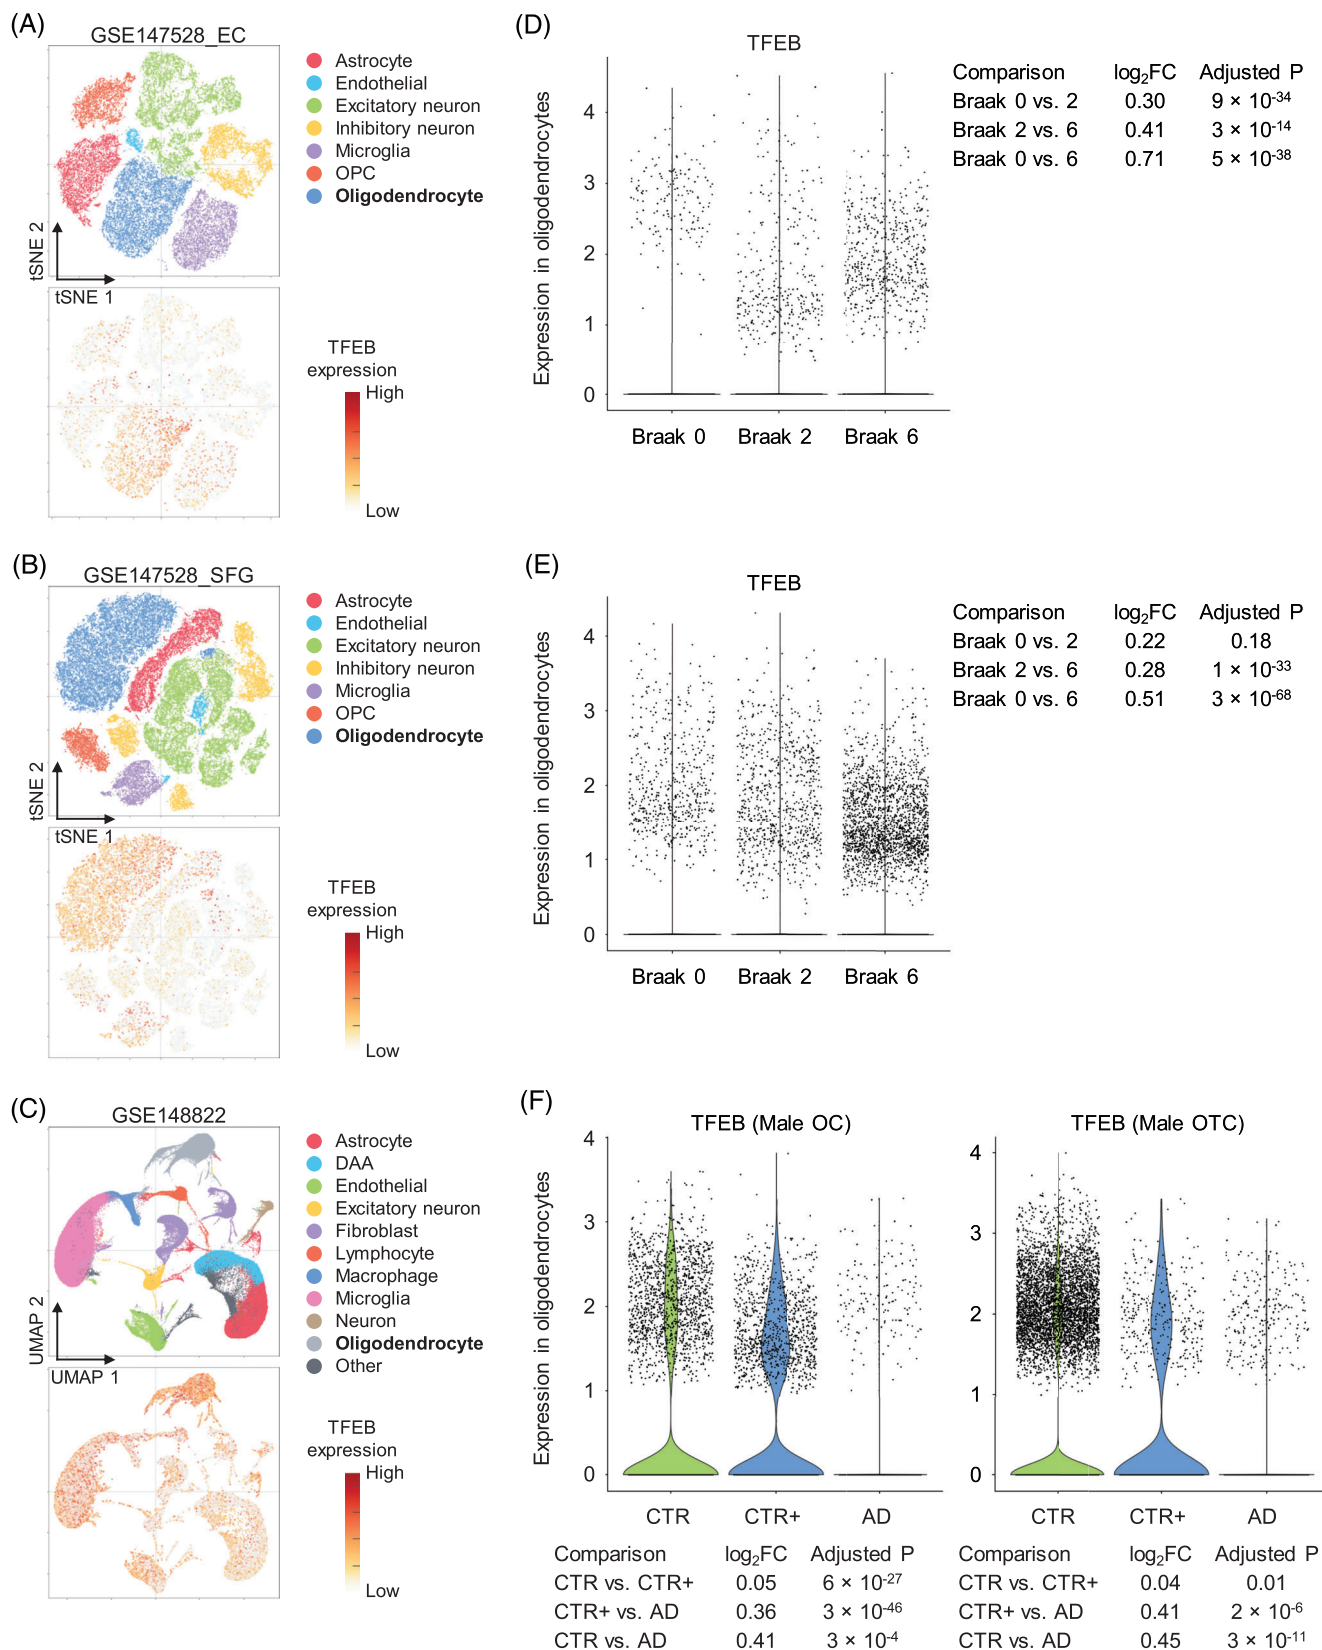 (A)
GSE147528_EC
Astrocyte
Endothelial
Excitatory neuron
Inhibitory neuron
Microglia
OPC
Oligodendrocyte
tSNE 2
tSNE 1
TFEB
expression
High
Low
(D)
TFEB
Expression in oligodendrocytes
4
3
2
1
0
Braak 0 Braak 2 Braak 6
Comparison log₂FC Adjusted P
Braak 0 vs. 2 0.30 9 × 10⁻³⁴
Braak 2 vs. 6 0.41 3 × 10⁻¹⁴
Braak 0 vs. 6 0.71 5 × 10⁻³⁸
(B)
GSE147528_SFG
Astrocyte
Endothelial
Excitatory neuron
Inhibitory neuron
Microglia
OPC
Oligodendrocyte
tSNE 2
tSNE 1
TFEB
expression
High
Low
(E)
TFEB
Expression in oligodendrocytes
4
3
2
1
0
Braak 0 Braak 2 Braak 6
Comparison log₂FC Adjusted P
Braak 0 vs. 2 0.22 0.18
Braak 2 vs. 6 0.28 1 × 10⁻³³
Braak 0 vs. 6 0.51 3 × 10⁻⁶⁸
(C)
GSE148822
Astrocyte
DAA
Endothelial
Excitatory neuron
Fibroblast
Lymphocyte
Macrophage
Microglia
Neuron
Oligodendrocyte
Other
UMAP 2
UMAP 1
TFEB
expression
High
Low
(F)
TFEB (Male OC)
Expression in oligodendrocytes
4
3
2
1
0
CTR CTR+ AD
Comparison log₂FC Adjusted P
CTR vs. CTR+ 0.05 6 × 10⁻²⁷
CTR+ vs. AD 0.36 3 × 10⁻⁴⁶
CTR vs. AD 0.41 3 × 10⁻⁴
TFEB (Male OTC)
4
3
2
1
0
CTR CTR+ AD
Comparison log₂FC Adjusted P
CTR vs. CTR+ 0.04 0.01
CTR+ vs. AD 0.41 2 × 10⁻⁶
CTR vs. AD 0.45 3 × 10⁻¹¹